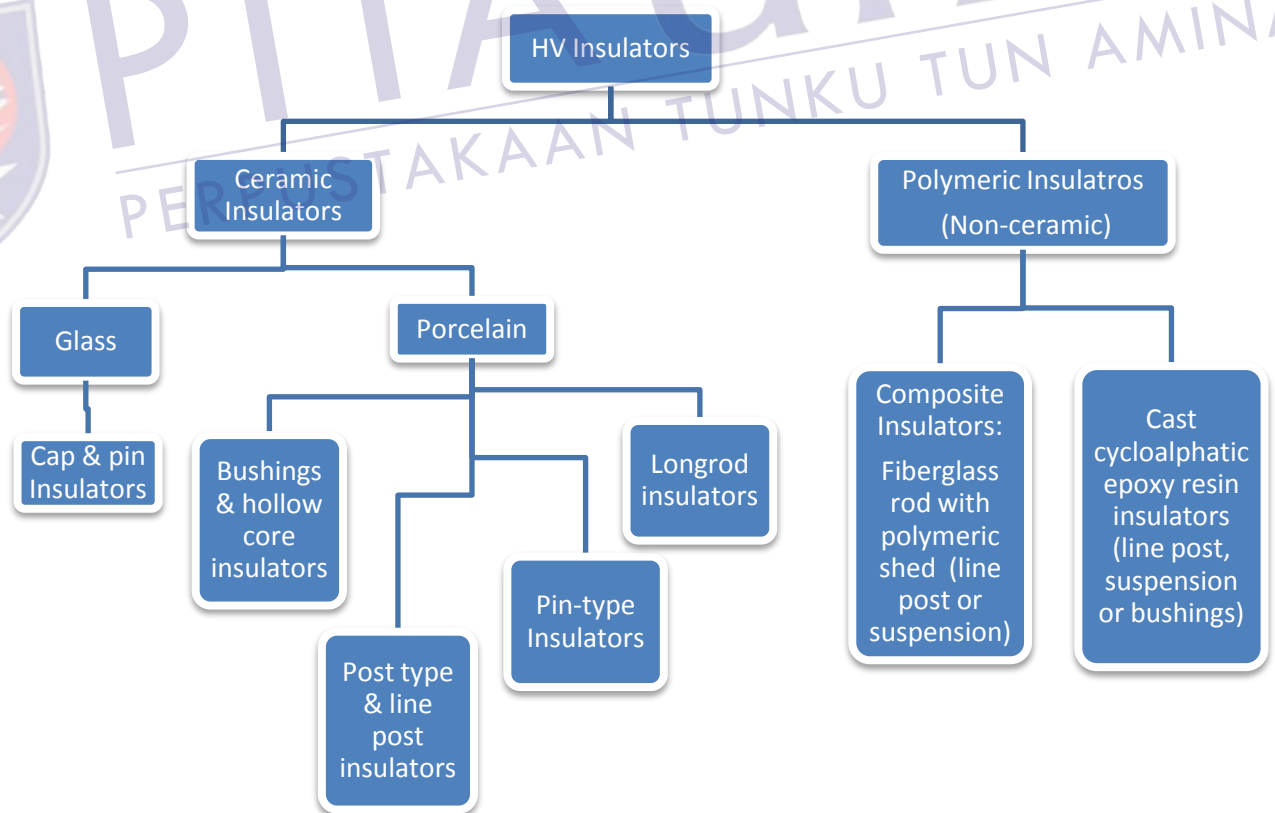 HV Insulators
PERPUSTAKAAN TUNKU TUN AMINA
Ceramic
Insulators
Polymeric Insulatros
(Non-ceramic)
Glass
Porcelain
Cap & pin
Insulators
Bushings
& hollow
core
insulators
Post type
& line
post
insulators
Pin-type
Insulators
Longrod
insulators
Composite
Insulators:
Fiberglass
rod with
polymeric
shed (line
post or
suspension)
Cast
cycloalphatic
epoxy resin
insulators
(line post,
suspension
or bushings)